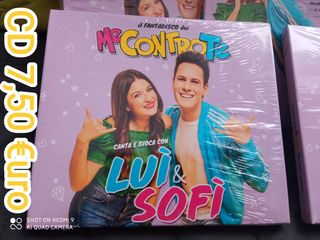 CD 7,50 €uro
il FANTADISCO dei
Me CONTRO Te
CANTA E GIOCA CON
LUÌ &
SOFÌ
SHOT ON REDMI 9
AI QUAD CAMERA